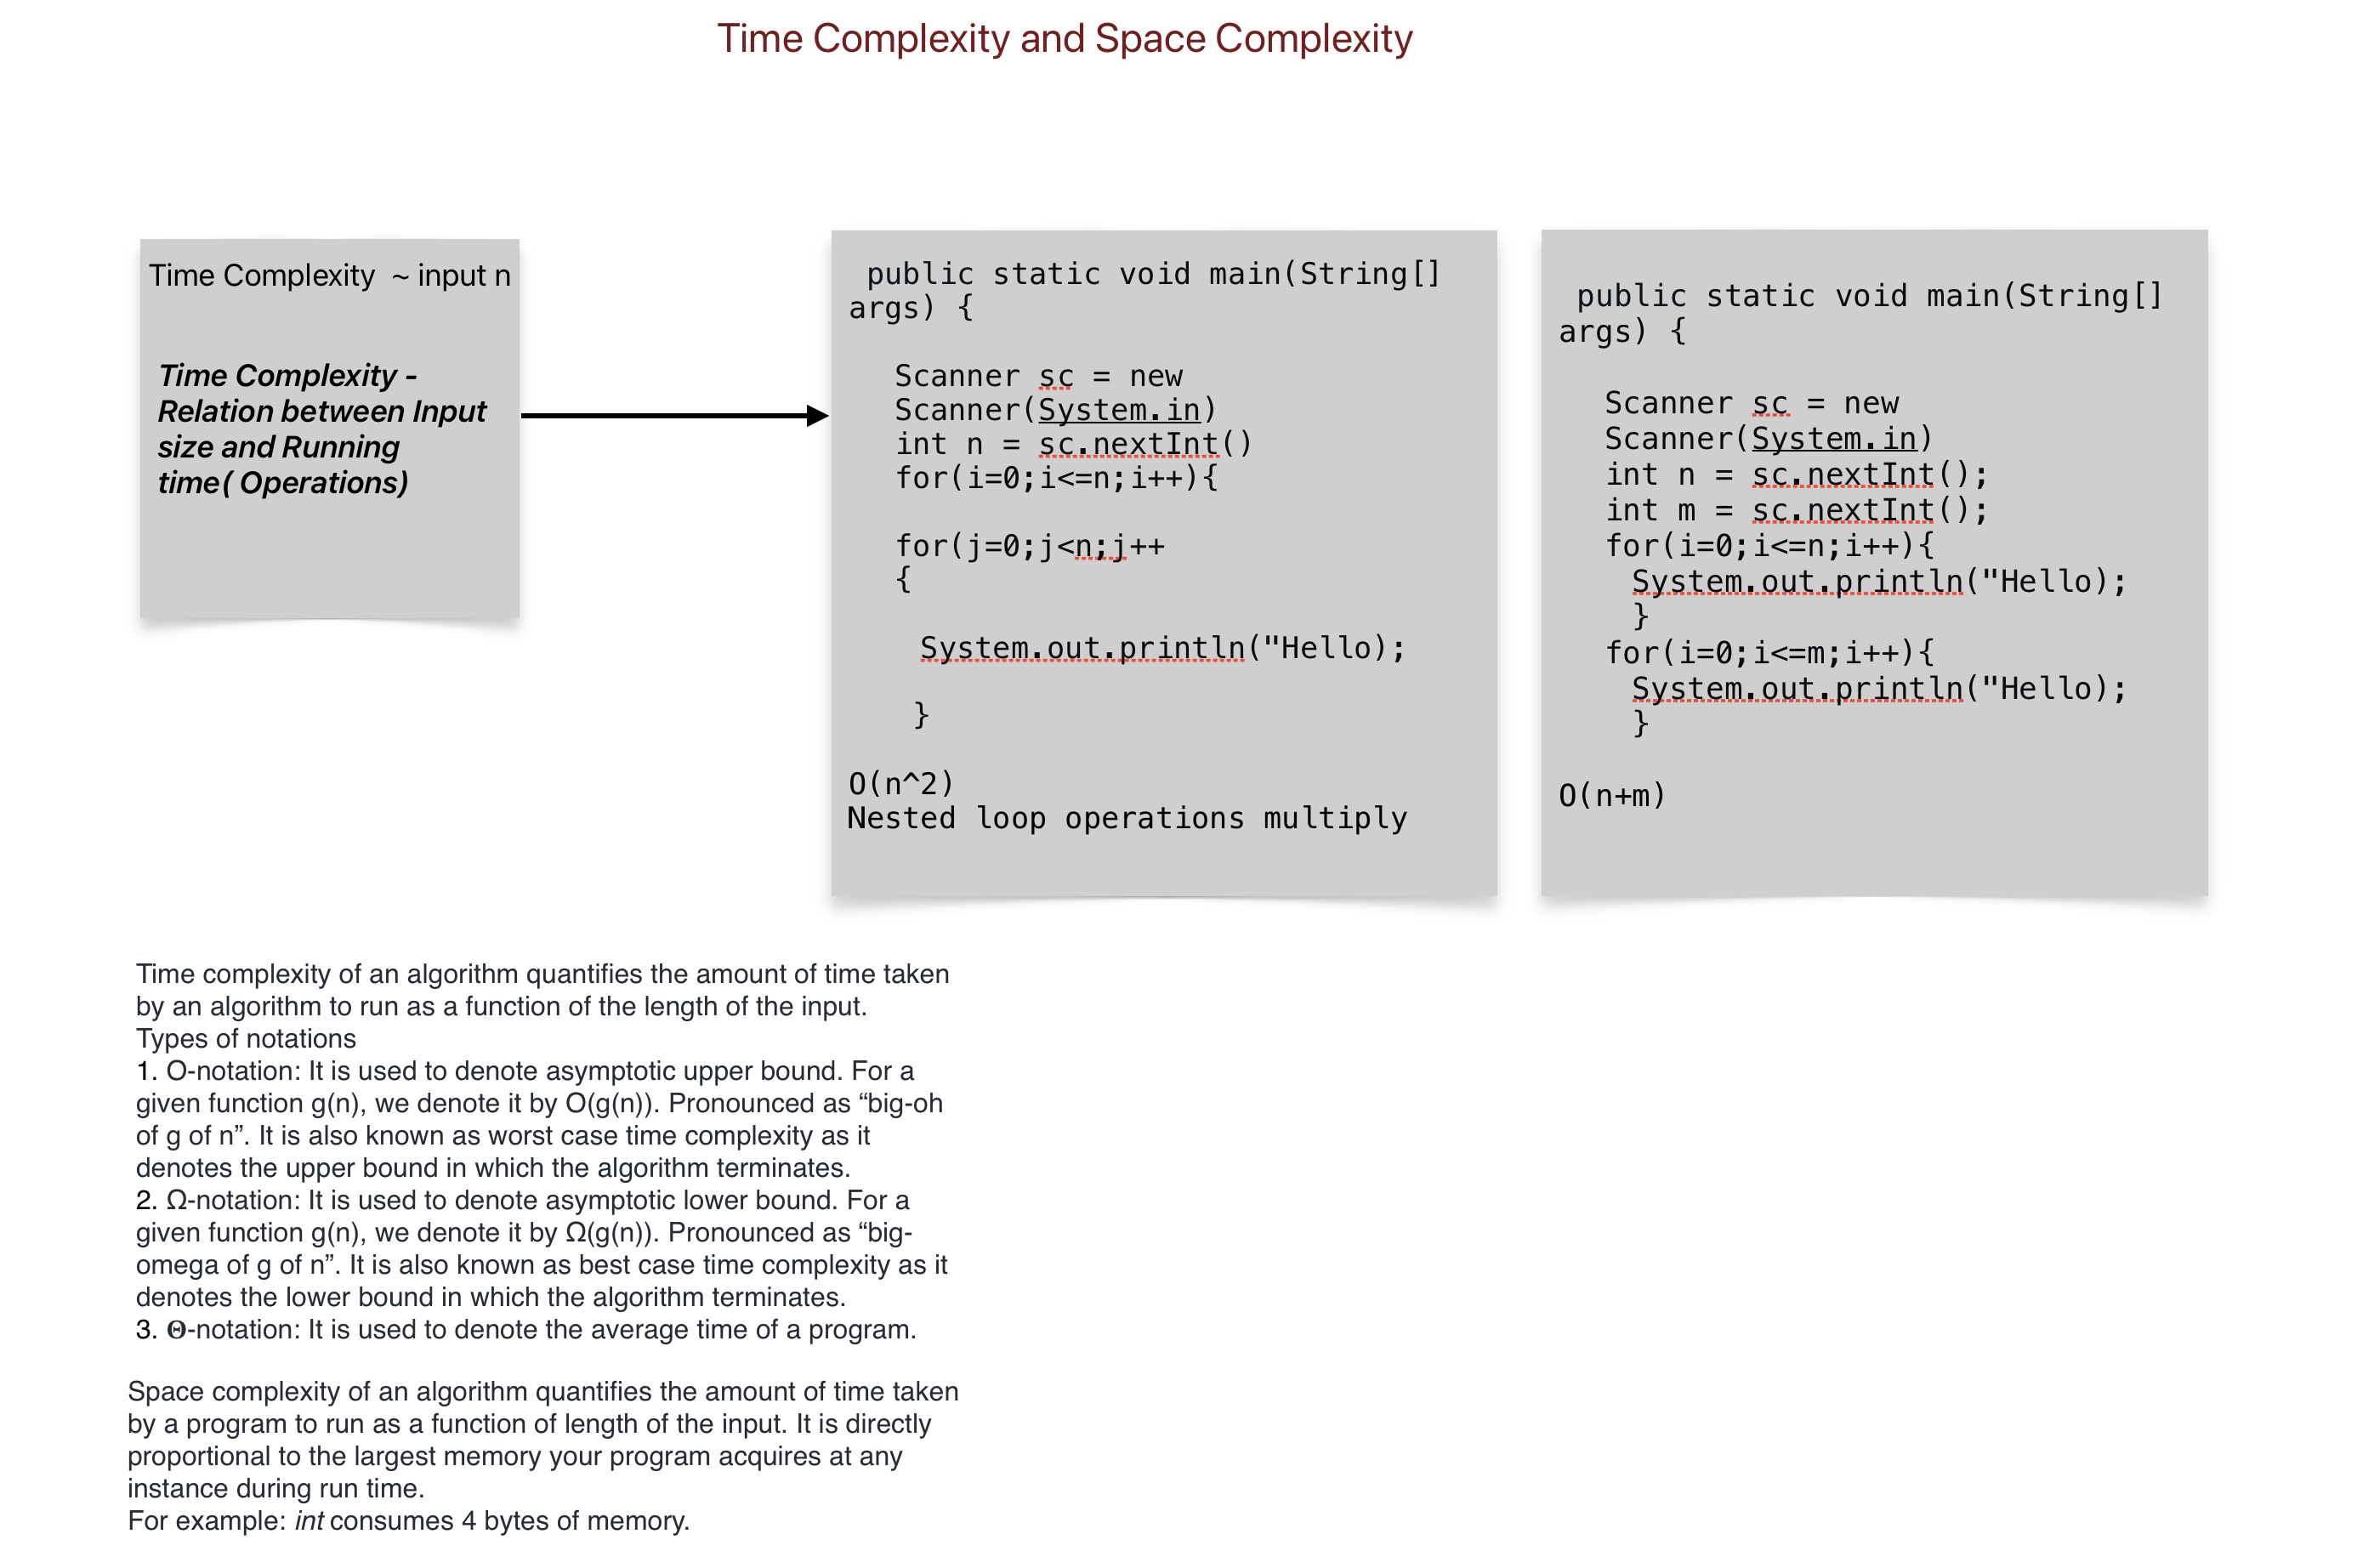 Time Complexity and Space Complexity
Time Complexity ~ input n
Time Complexity -
Relation between Input
size and Running
time( Operations)
public static void main(String[]
args) {
Scanner sc = new
Scanner(System.in)
int n = sc.nextInt()
for(i=0;i<=n;i++){
for(j=0;j<n;j++
{
System.out.println("Hello);
}
O(n^2)
Nested loop operations multiply
public static void main(String[]
args) {
Scanner sc = new
Scanner(System.in)
int n = sc.nextInt();
int m = sc.nextInt();
for(i=0;i<=n;i++){
System.out.println("Hello);
}
for(i=0;i<=m;i++){
System.out.println("Hello);
}
O(n+m)
Time complexity of an algorithm quantifies the amount of time taken
by an algorithm to run as a function of the length of the input.
Types of notations
1. O-notation: It is used to denote asymptotic upper bound. For a
given function g(n), we denote it by O(g(n)). Pronounced as “big-oh
of g of n”. It is also known as worst case time complexity as it
denotes the upper bound in which the algorithm terminates.
2. Ω-notation: It is used to denote asymptotic lower bound. For a
given function g(n), we denote it by Ω(g(n)). Pronounced as “big-
omega of g of n”. It is also known as best case time complexity as it
denotes the lower bound in which the algorithm terminates.
3. Θ-notation: It is used to denote the average time of a program.
Space complexity of an algorithm quantifies the amount of time taken
by a program to run as a function of length of the input. It is directly
proportional to the largest memory your program acquires at any
instance during run time.
For example: int consumes 4 bytes of memory.